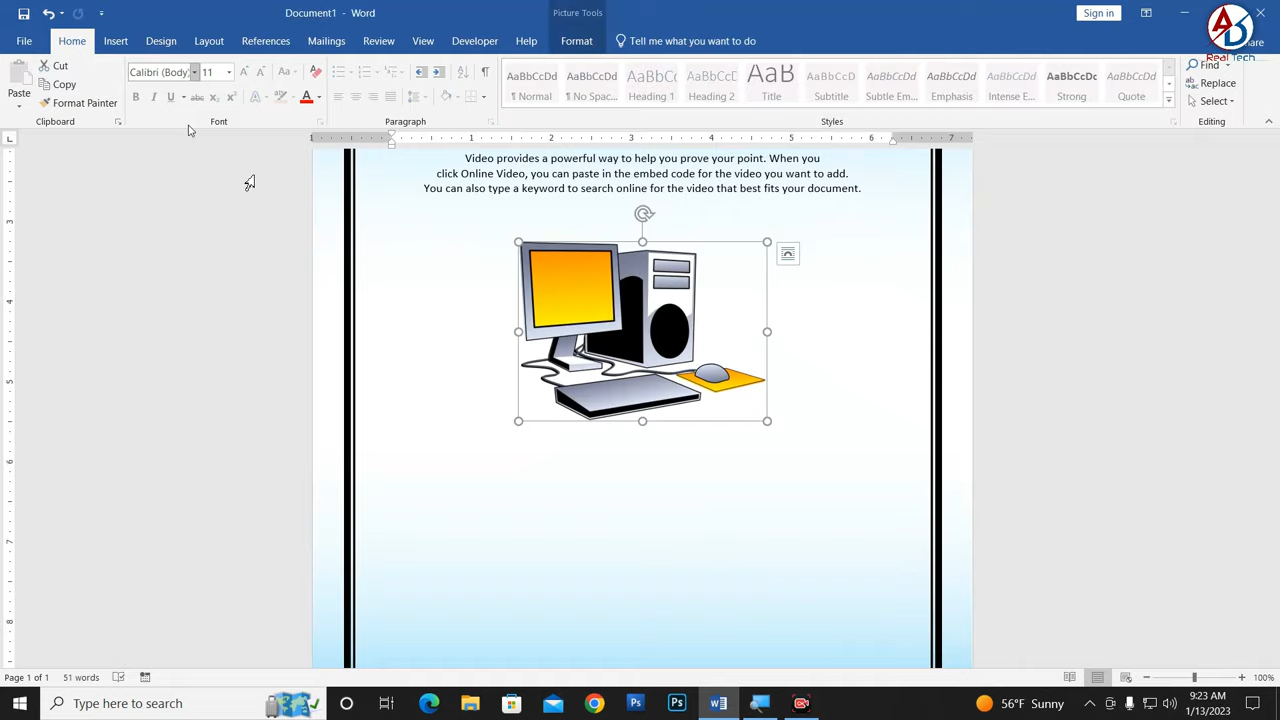 Document1 - Word
Picture Tools
Sign in
File
Home
Insert
Design
Layout
References
Mailings
Review
View
Developer
Help
Format
Tell me what you want to do
Share
Real Tech
Paste
Cut
Copy
Format Painter
Clipboard
Calibri (Body)
11
Font
Paragraph
AaBbCcDd
¶ Normal
AaBbCcDd
¶ No Spac...
AaBbCc
Heading 1
AaBbCcD
Heading 2
AaB
Title
AaBbCcD
Subtitle
AaBbCcDd
Subtle Em...
AaBbCcDd
Emphasis
AaBbCcDd
Intense E...
AaBbCcDd
Strong
AaBbCcDd
Quote
Styles
Find
Replace
Select
Editing
Video provides a powerful way to help you prove your point. When you
click Online Video, you can paste in the embed code for the video you want to add.
You can also type a keyword to search online for the video that best fits your document.
Page 1 of 1
51 words
100%
Type here to search
56°F Sunny
9:23 AM
1/13/2023